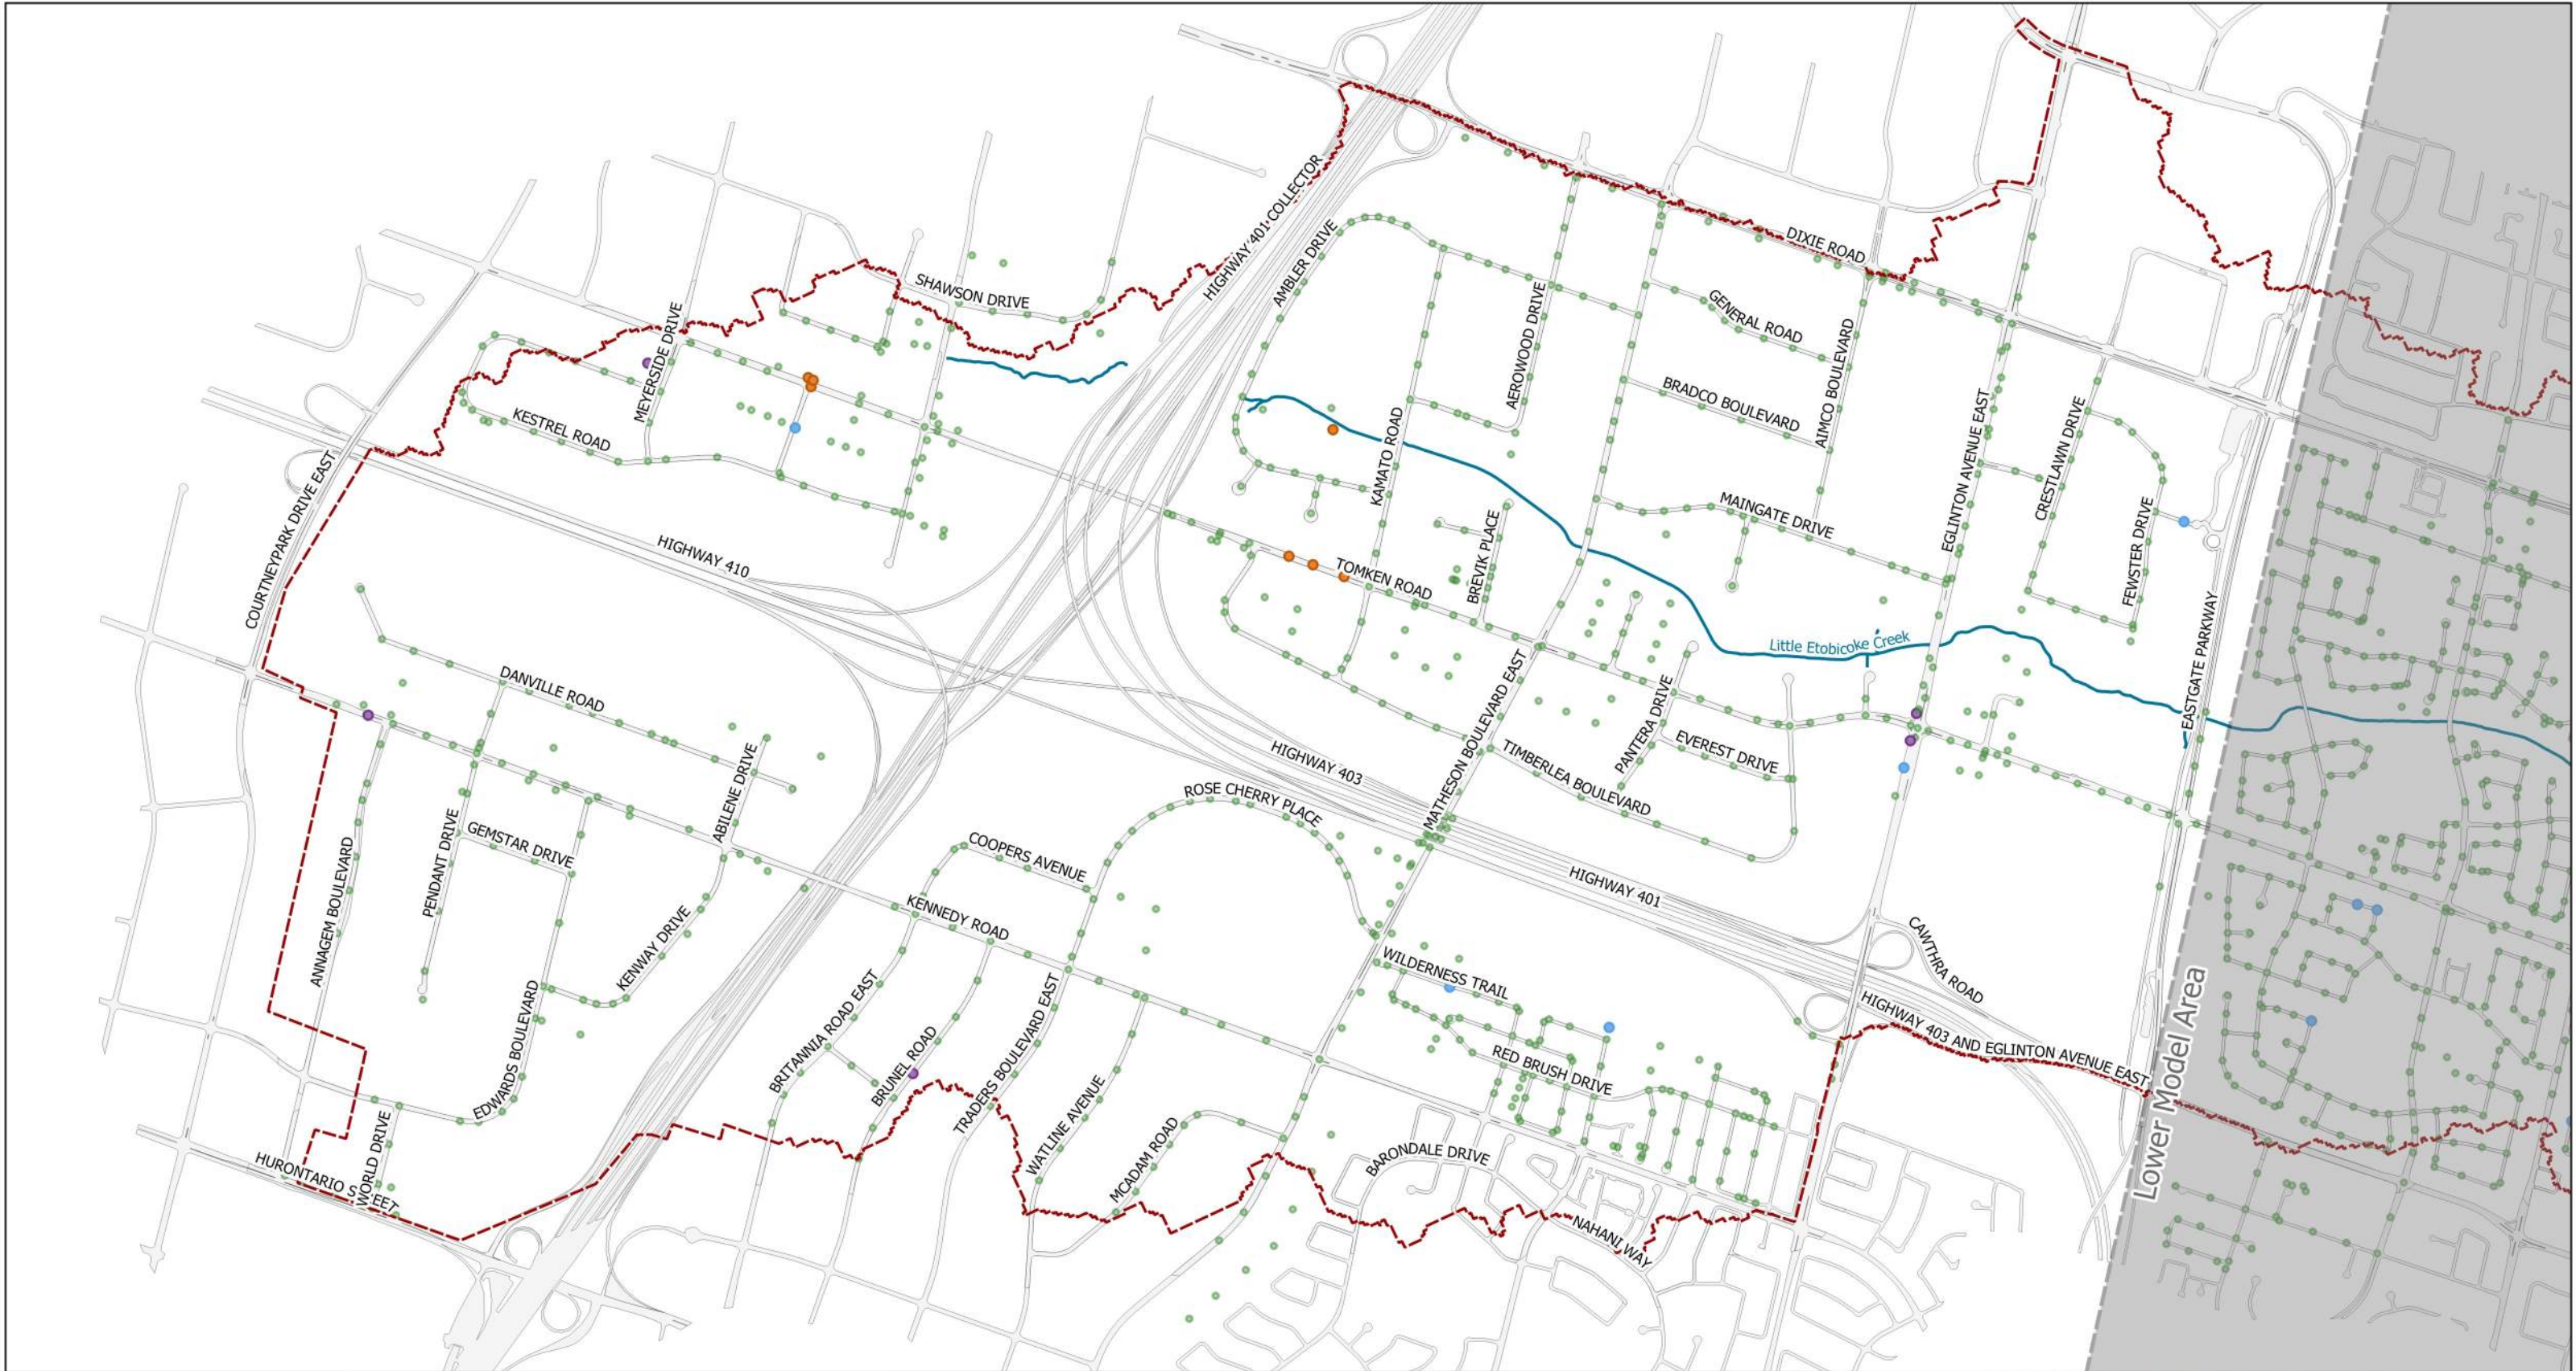 HIGHWAY 401 COLLECTOR
DIXIE ROAD
AMBLER DRIVE
SHAWSON DRIVE
GENERAL ROAD
AEROWOOD DRIVE
AIMCO BOULEVARD
MEYERSIDE DRIVE
BRADCO BOULEVARD
KESTREL ROAD
KAMATO ROAD
EGLINTON AVENUE EAST
CRESTLAWN DRIVE
COURTNEYPARK DRIVE EAST
MAINGATE DRIVE
BREVIK PLACE
FEWSTER DRIVE
HIGHWAY 410
TOMKEN ROAD
Little Etobicoke Creek
EASTGATE PARKWAY
DANVILLE ROAD
MATHESON BOULEVARD EAST
PANTERA DRIVE
EVEREST DRIVE
HIGHWAY 403
TIMBERLEA BOULEVARD
ABILENE DRIVE
ROSE CHERRY PLACE
PENDANT DRIVE
GEMSTAR DRIVE
COOPERS AVENUE
ANNAGEM BOULEVARD
HIGHWAY 401
KENNEDY ROAD
KENWAY DRIVE
CAWTHRA ROAD
WILDERNESS TRAIL
EDWARDS BOULEVARD
BRITANNIA ROAD EAST
BRUNEL ROAD
TRADERS BOULEVARD EAST
HIGHWAY 403 AND EGLINTON AVENUE EAST
RED BRUSH DRIVE
WATLINE AVENUE
MCADAM ROAD
Lower Model Area
WORLD DRIVE
BARONDALE DRIVE
HURONTARIO STREET
NAHANI WAY